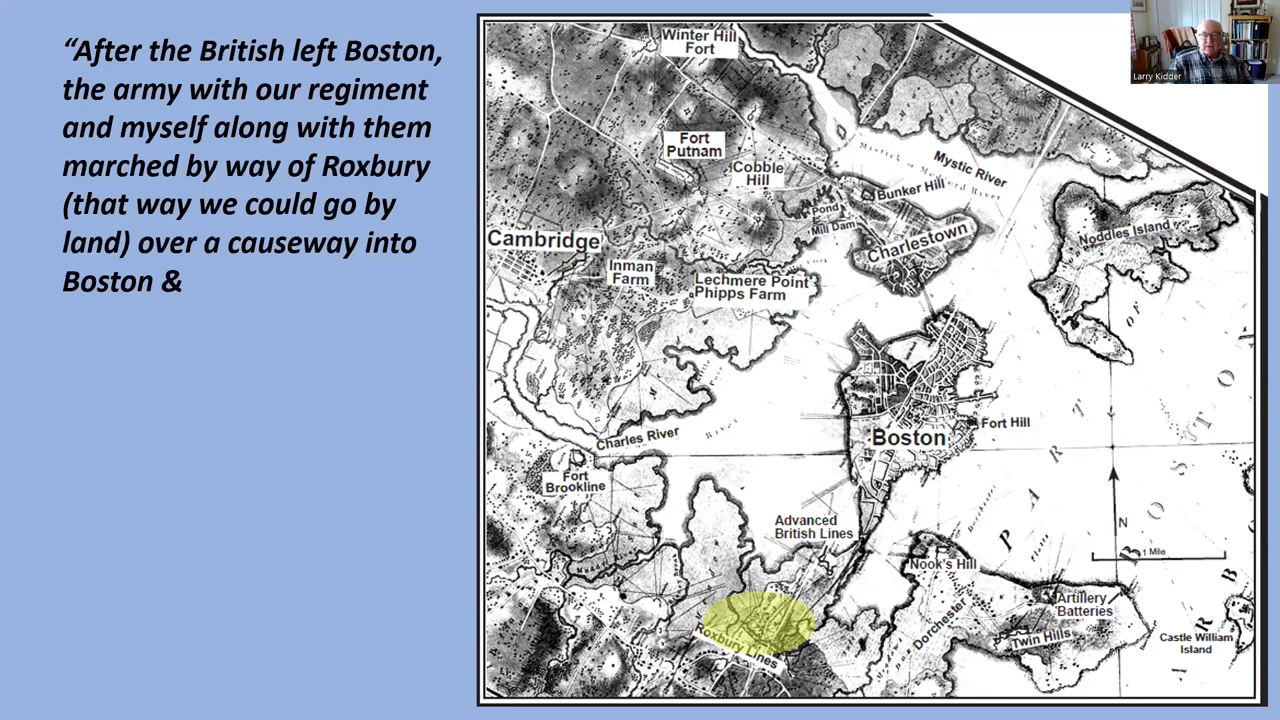 “After the British left Boston,
the army with our regiment
and myself along with them
marched by way of Roxbury
(that way we could go by
land) over a causeway into
Boston &
Larry Kidder
Winter Hill
Fort
Fort
Putnam
Cobble
Hill
Mystic River
Bunker Hill
Pond
Mill Dam
Charlestown
Noddles Island
Cambridge
Inman
Farm
Lechmere Point
Phipps Farm
Boston
Fort Hill
Charles River
River
Fort
Brookline
Advanced
British Lines
N
1 Mile
Nook's Hill
Dorchester
Artillery
Batteries
Twin Hills
Castle William
Island
Roxbury Lines
PART
OF
BOSTON